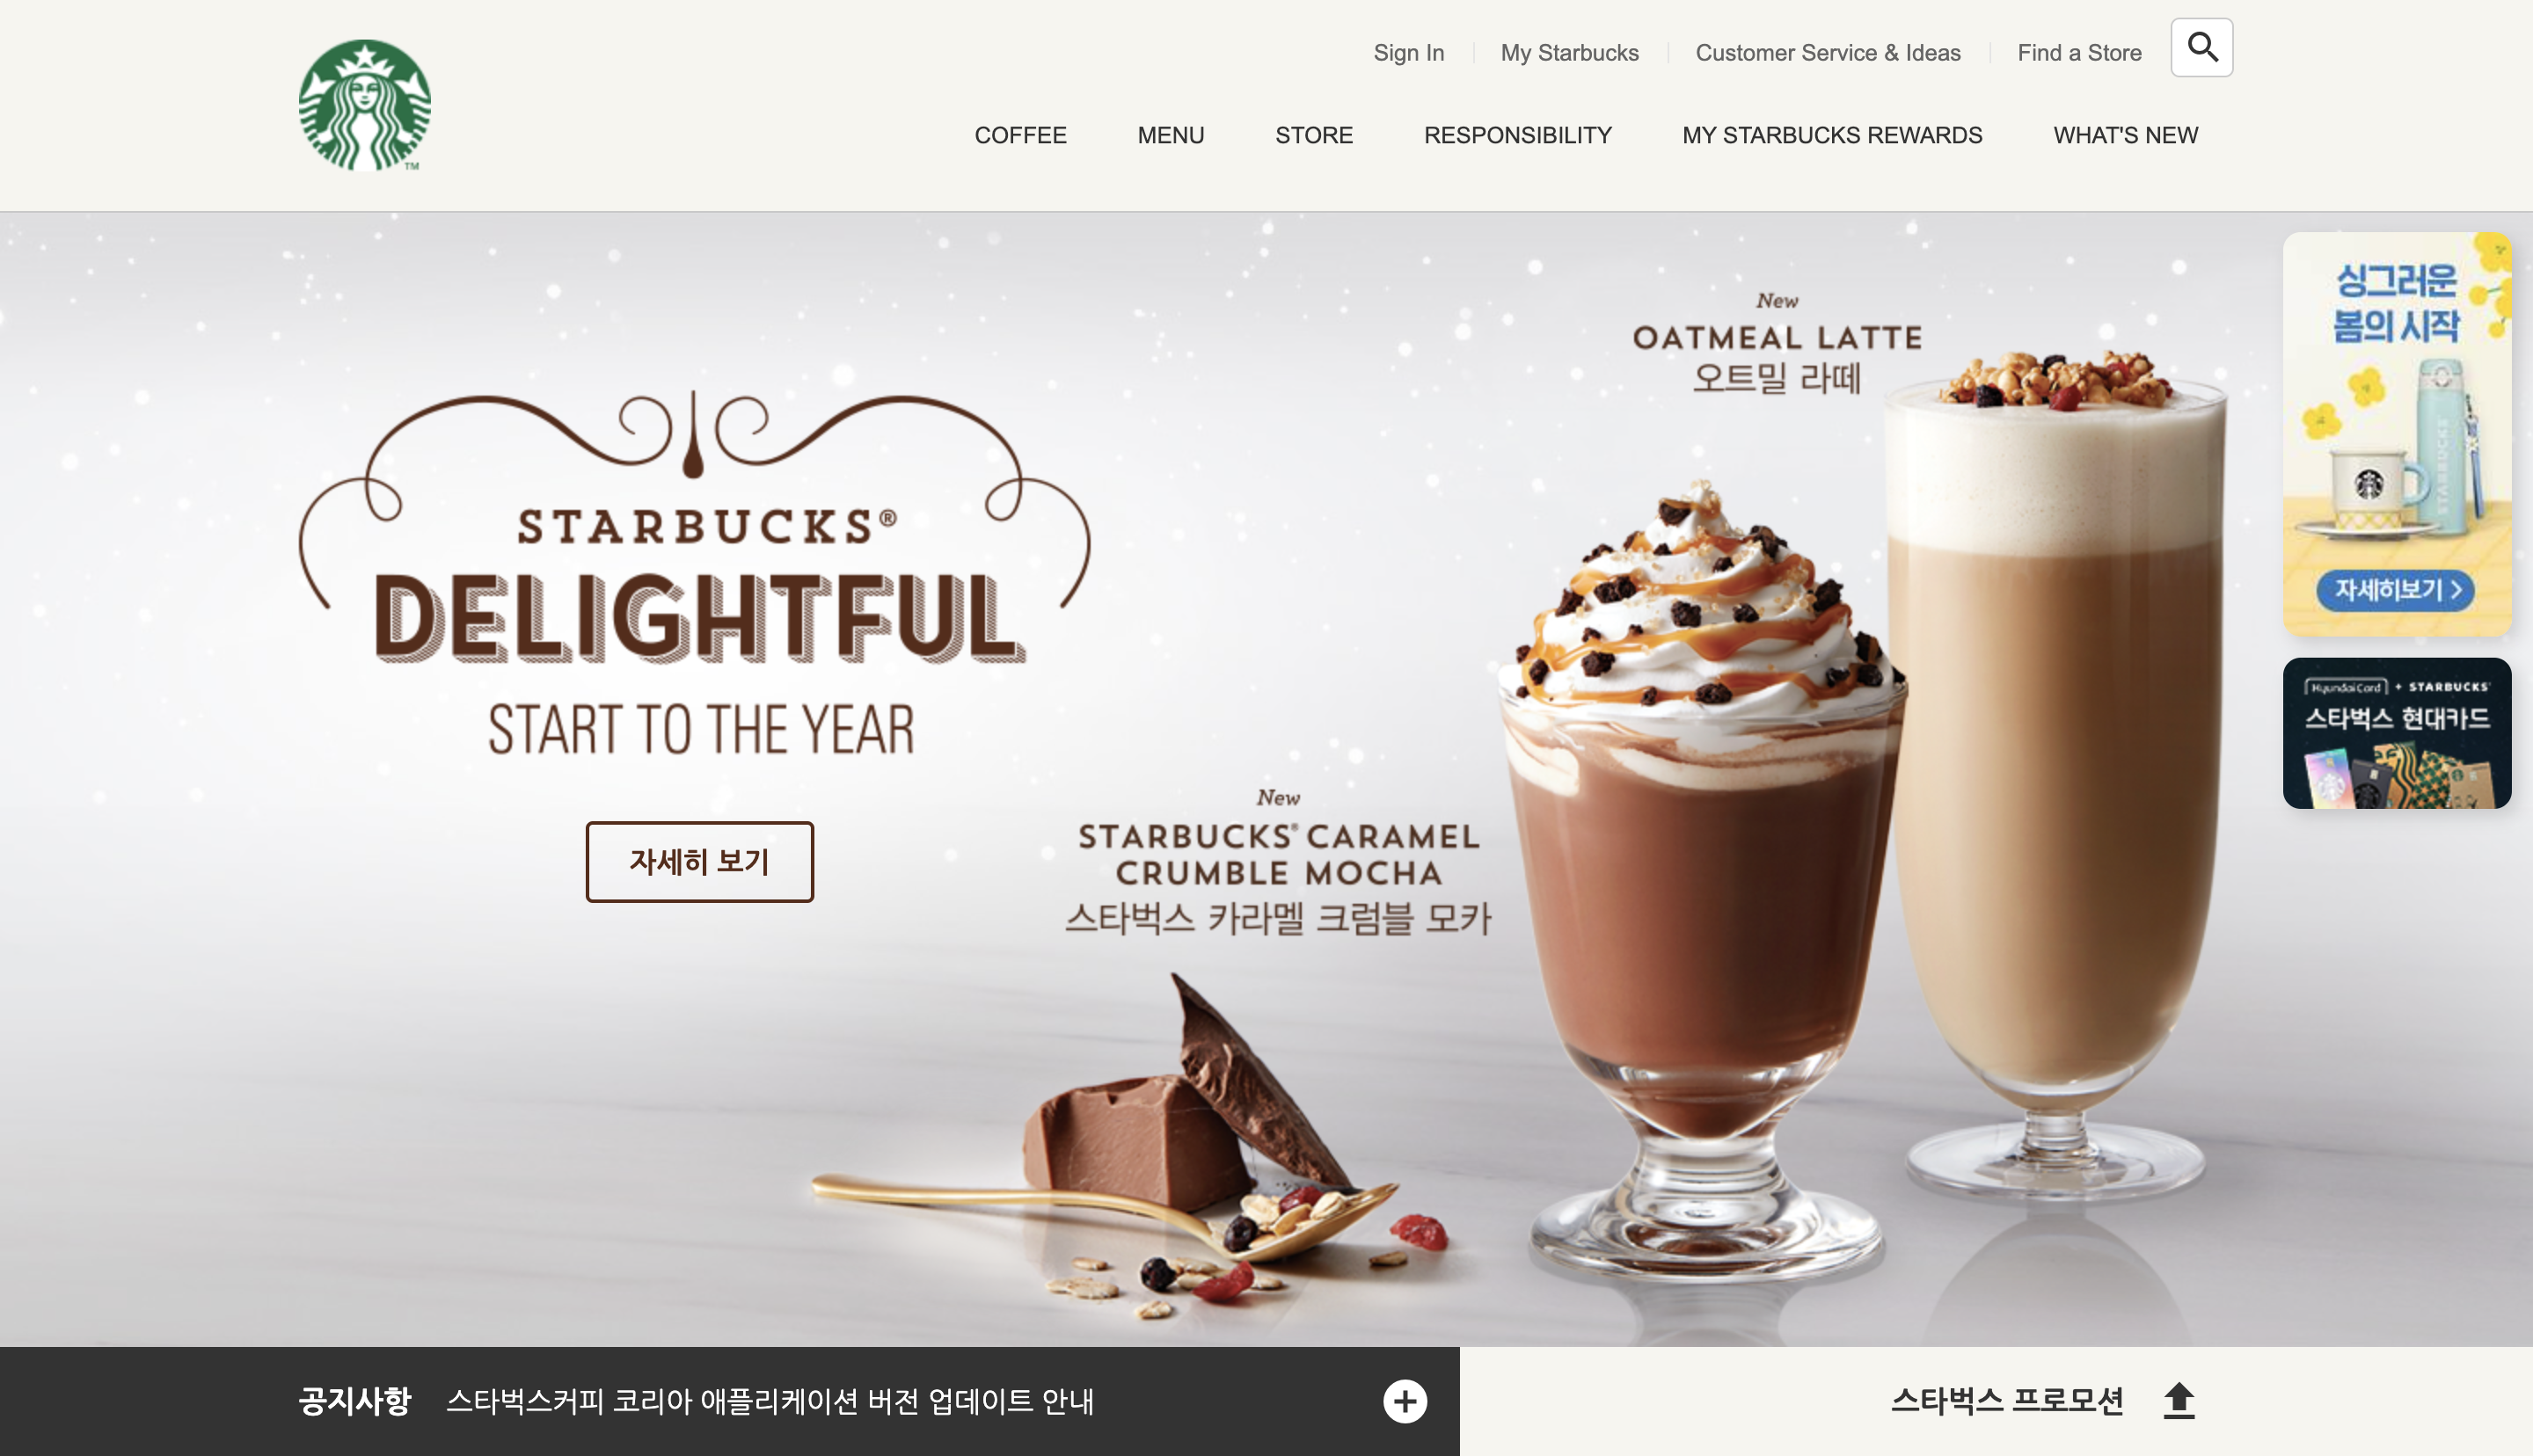 Sign In
My Starbucks
Customer Service & Ideas
Find a Store
TM
COFFEE
MENU
STORE
RESPONSIBILITY
MY STARBUCKS REWARDS
WHAT'S NEW
STARBUCKS®
DELIGHTFUL
START TO THE YEAR
자세히 보기
New
OATMEAL LATTE
오트밀 라떼
New
STARBUCKS® CARAMEL
CRUMBLE MOCHA
스타벅스 카라멜 크럼블 모카
싱그러운
봄의 시작
STARBUCKS
자세히보기
HyundaiCard + STARBUCKS
스타벅스 현대카드
공지사항
스타벅스커피 코리아 애플리케이션 버전 업데이트 안내
스타벅스 프로모션